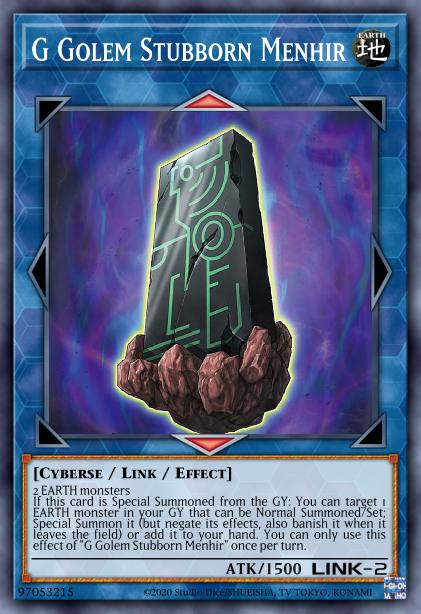 G Golem Stubborn Menhir
EARTH
地
[Cyberse / Link / Effect]
2 EARTH monsters
If this card is Special Summoned from the GY: You can target 1
EARTH monster in your GY that can be Normal Summoned/Set;
Special Summon it (but negate its effects, also banish it when it
leaves the field) or add it to your hand. You can only use this
effect of "G Golem Stubborn Menhir" once per turn.
ATK/1500 LINK-2
97053215
©2020 Studio Dice/SHUEISHA, TV TOKYO, KONAMI